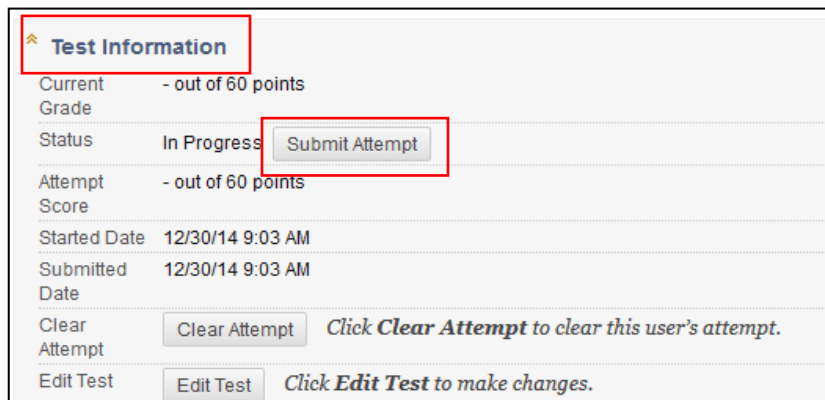 Test Information
Current - out of 60 points
Grade
Status In Progress Submit Attempt
Attempt - out of 60 points
Score
Started Date 12/30/14 9:03 AM
Submitted 12/30/14 9:03 AM
Date
Clear Clear Attempt Click Clear Attempt to clear this user's attempt.
Attempt
Edit Test Edit Test Click Edit Test to make changes.